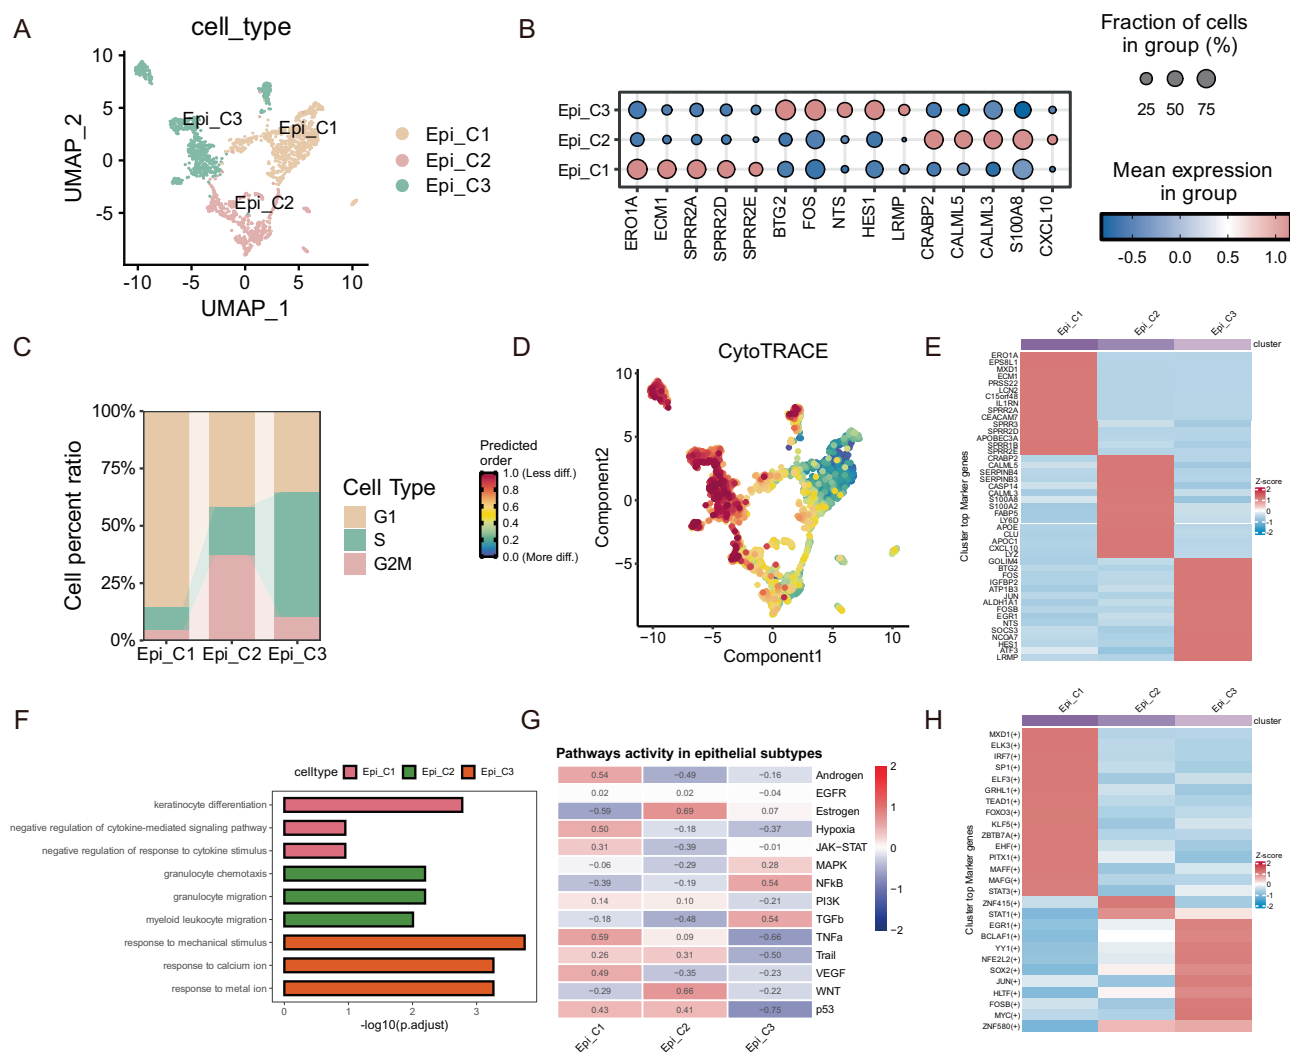 A
cell_type
10
5
0
-5
-10
-5
0
5
10
UMAP_2
UMAP_1
Epi_C3
Epi_C1
Epi_C2
Epi_C1
Epi_C2
Epi_C3
B
Epi_C3
Epi_C2
Epi_C1
ERO1A
ECM1
SPRR2A
SPRR2D
SPRR2E
BTG2
FOS
NTS
HES1
LRMP
CRABP2
CALML5
CALML3
S100A8
CXCL10
Fraction of cells
in group (%)
25 50 75
Mean expression
in group
-0.5 0.0 0.5 1.0
C
Cell percent ratio
100%
75%
50%
25%
0%
Epi_C1 Epi_C2 Epi_C3
Cell Type
G1
S
G2M
D
CytoTRACE
Predicted
order
1.0 (Less diff.)
0.8
0.6
0.4
0.2
0.0 (More diff.)
Component2
10
5
0
−5
−10 −5 0 5 10
Component1
E
Epi_C1
Epi_C2
Epi_C3
cluster
Cluster top Marker genes
ERO1A
EPS8L1
MXD1
ECM1
PRSS22
LCN2
C15orf48
IL1RN
SPRR2A
CEACAM7
SPRR3
SPRR2D
APOBEC3A
SPRR1B
SPRR2E
CRABP2
CALML5
SERPINB4
SERPINB3
CASP14
CALML3
S100A8
S100A2
FABP5
LY6D
APOE
CLU
APOC1
CXCL10
LYZ
GOLIM4
BTG2
FOS
IGFBP2
ATP1B3
JUN
ALDH1A1
FOSB
EGR1
NTS
SOCS3
NCOA7
HES1
ATF3
LRMP
Z-score
2
1
0
-1
-2
F
celltype Epi_C1 Epi_C2 Epi_C3
keratinocyte differentiation
negative regulation of cytokine-mediated signaling pathway
negative regulation of response to cytokine stimulus
granulocyte chemotaxis
granulocyte migration
myeloid leukocyte migration
response to mechanical stimulus
response to calcium ion
response to metal ion
0 1 2 3
-log10(p.adjust)
G
Pathways activity in epithelial subtypes
0.54 −0.49 −0.16 Androgen
0.02 0.02 −0.04 EGFR
−0.59 0.69 0.07 Estrogen
0.50 −0.18 −0.37 Hypoxia
0.31 −0.39 −0.01 JAK−STAT
−0.06 −0.29 0.28 MAPK
−0.39 −0.19 0.54 NFkB
0.14 0.10 −0.21 PI3K
−0.18 −0.48 0.54 TGFb
0.59 0.09 −0.66 TNFa
0.26 0.31 −0.50 Trail
0.49 −0.35 −0.23 VEGF
−0.29 0.66 −0.22 WNT
0.43 0.41 −0.75 p53
Epi_C1
Epi_C2
Epi_C3
2
1
0
−1
−2
H
Epi_C1
Epi_C2
Epi_C3
cluster
Cluster top Marker genes
MXD1(+)
ELK3(+)
IRF7(+)
SP1(+)
ELF3(+)
GRHL1(+)
TEAD1(+)
FOXO3(+)
KLF5(+)
ZBTB7A(+)
EHF(+)
PITX1(+)
MAFF(+)
MAFG(+)
STAT3(+)
ZNF415(+)
STAT1(+)
EGR1(+)
BCLAF1(+)
YY1(+)
NFE2L2(+)
SOX2(+)
JUN(+)
HLTF(+)
FOSB(+)
MYC(+)
ZNF580(+)
Z-score
2
1
0
-1
-2